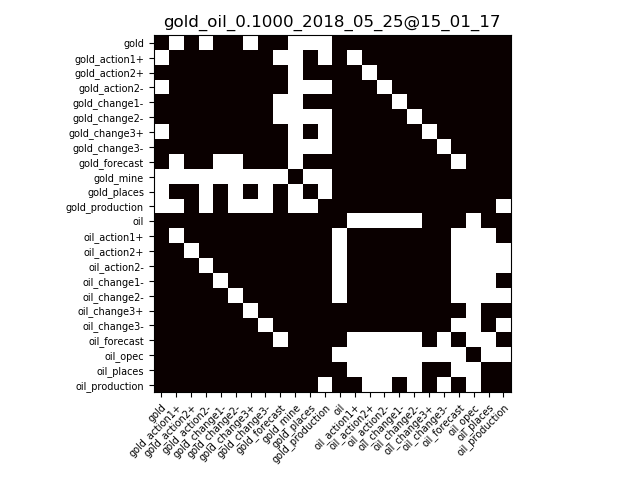 gold_oil_0.1000_2018_05_25@15_01_17
gold
gold_action1+
gold_action2+
gold_action2-
gold_change1-
gold_change2-
gold_change3+
gold_change3-
gold_forecast
gold_mine
gold_places
gold_production
oil
oil_action1+
oil_action2+
oil_action2-
oil_change1-
oil_change2-
oil_change3+
oil_change3-
oil_forecast
oil_opec
oil_places
oil_production
gold
gold_action1+
gold_action2+
gold_action2-
gold_change1-
gold_change2-
gold_change3+
gold_change3-
gold_forecast
gold_mine
gold_places
gold_production
oil
oil_action1+
oil_action2+
oil_action2-
oil_change1-
oil_change2-
oil_change3+
oil_change3-
oil_forecast
oil_opec
oil_places
oil_production